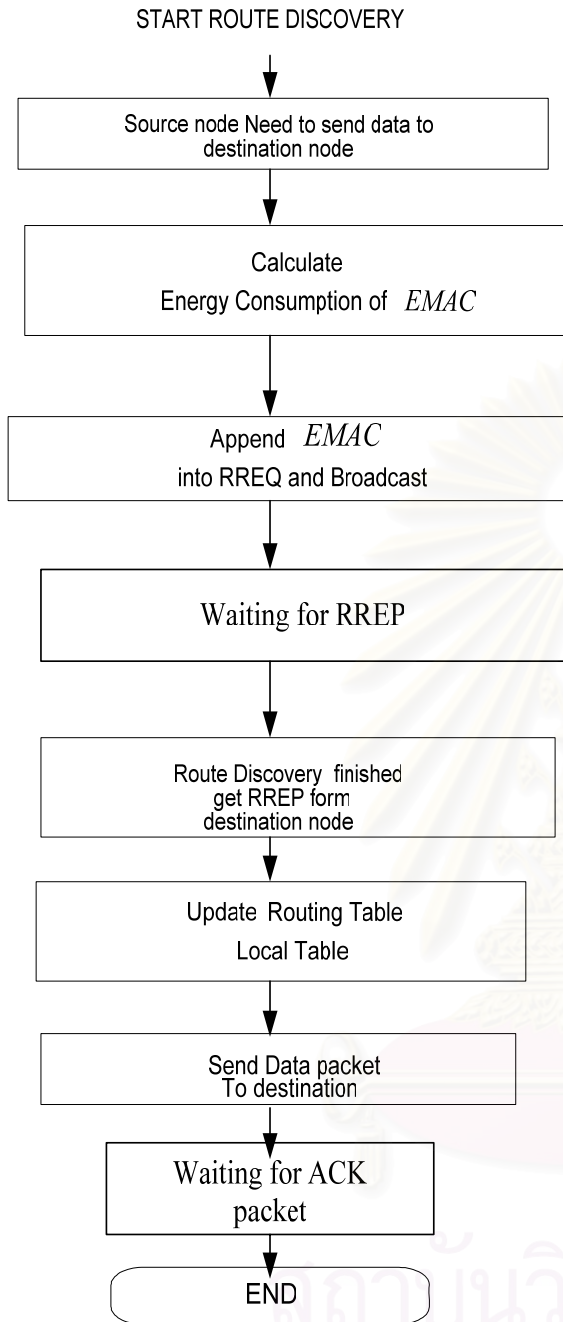 START ROUTE DISCOVERY
Source node Need to send data to
destination node
Calculate
Energy Consumption of EMAC
Append EMAC
into RREQ and Broadcast
Waiting for RREP
Route Discovery finished
get RREP form
destination node
Update Routing Table
Local Table
Send Data packet
To destination
Waiting for ACK
packet
END